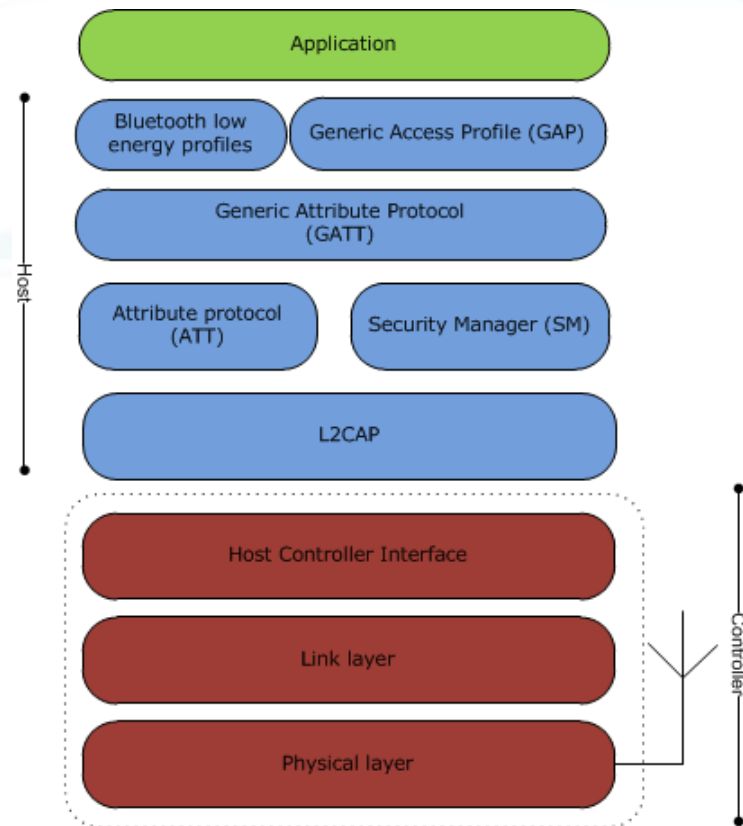 Application
Bluetooth low
energy profiles
Generic Access Profile (GAP)
Generic Attribute Protocol
(GATT)
Host
Attribute protocol
(ATT)
Security Manager (SM)
L2CAP
Host Controller Interface
Link layer
Controller
Physical layer